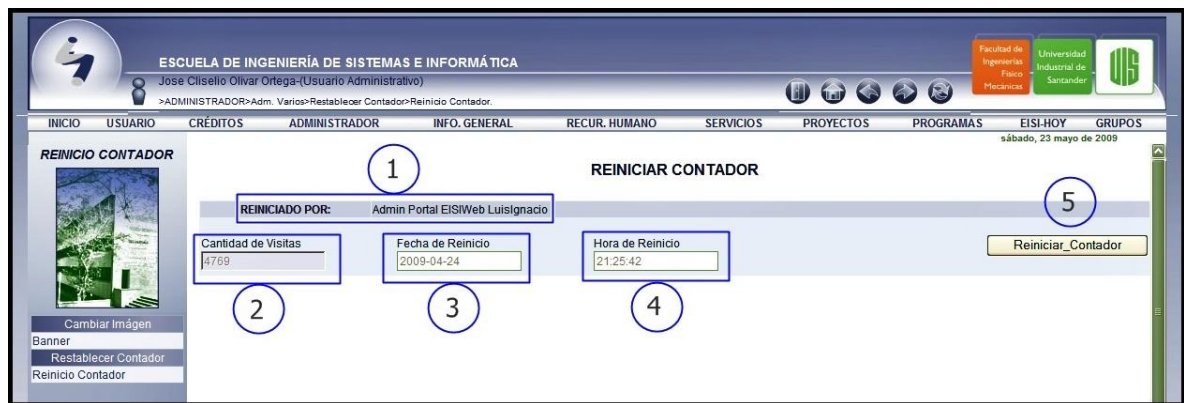 ESCUELA DE INGENIERÍA DE SISTEMAS E INFORMÁTICA
Jose Cliselio Olivar Ortega-(Usuario Administrativo)
>ADMINISTRADOR>Adm. Varios>Restablecer Contador>Reinicio Contador.
Facultad de
Ingenierías
Físico
Mecánicas
Universidad
Industrial de
Santander
UIS
INICIO USUARIO CRÉDITOS ADMINISTRADOR INFO. GENERAL RECUR. HUMANO SERVICIOS PROYECTOS PROGRAMAS EISI-HOY GRUPOS
sábado, 23 mayo de 2009
REINICIO CONTADOR
REINICIAR CONTADOR
1
REINICIADO POR: Admin Portal EISIWeb LuisIgnacio
5
Cantidad de Visitas Fecha de Reinicio Hora de Reinicio Reiniciar_Contador
4769 2009-04-24 21:25:42
2 3 4
Cambiar Imágen
Banner
Restablecer Contador
Reinicio Contador